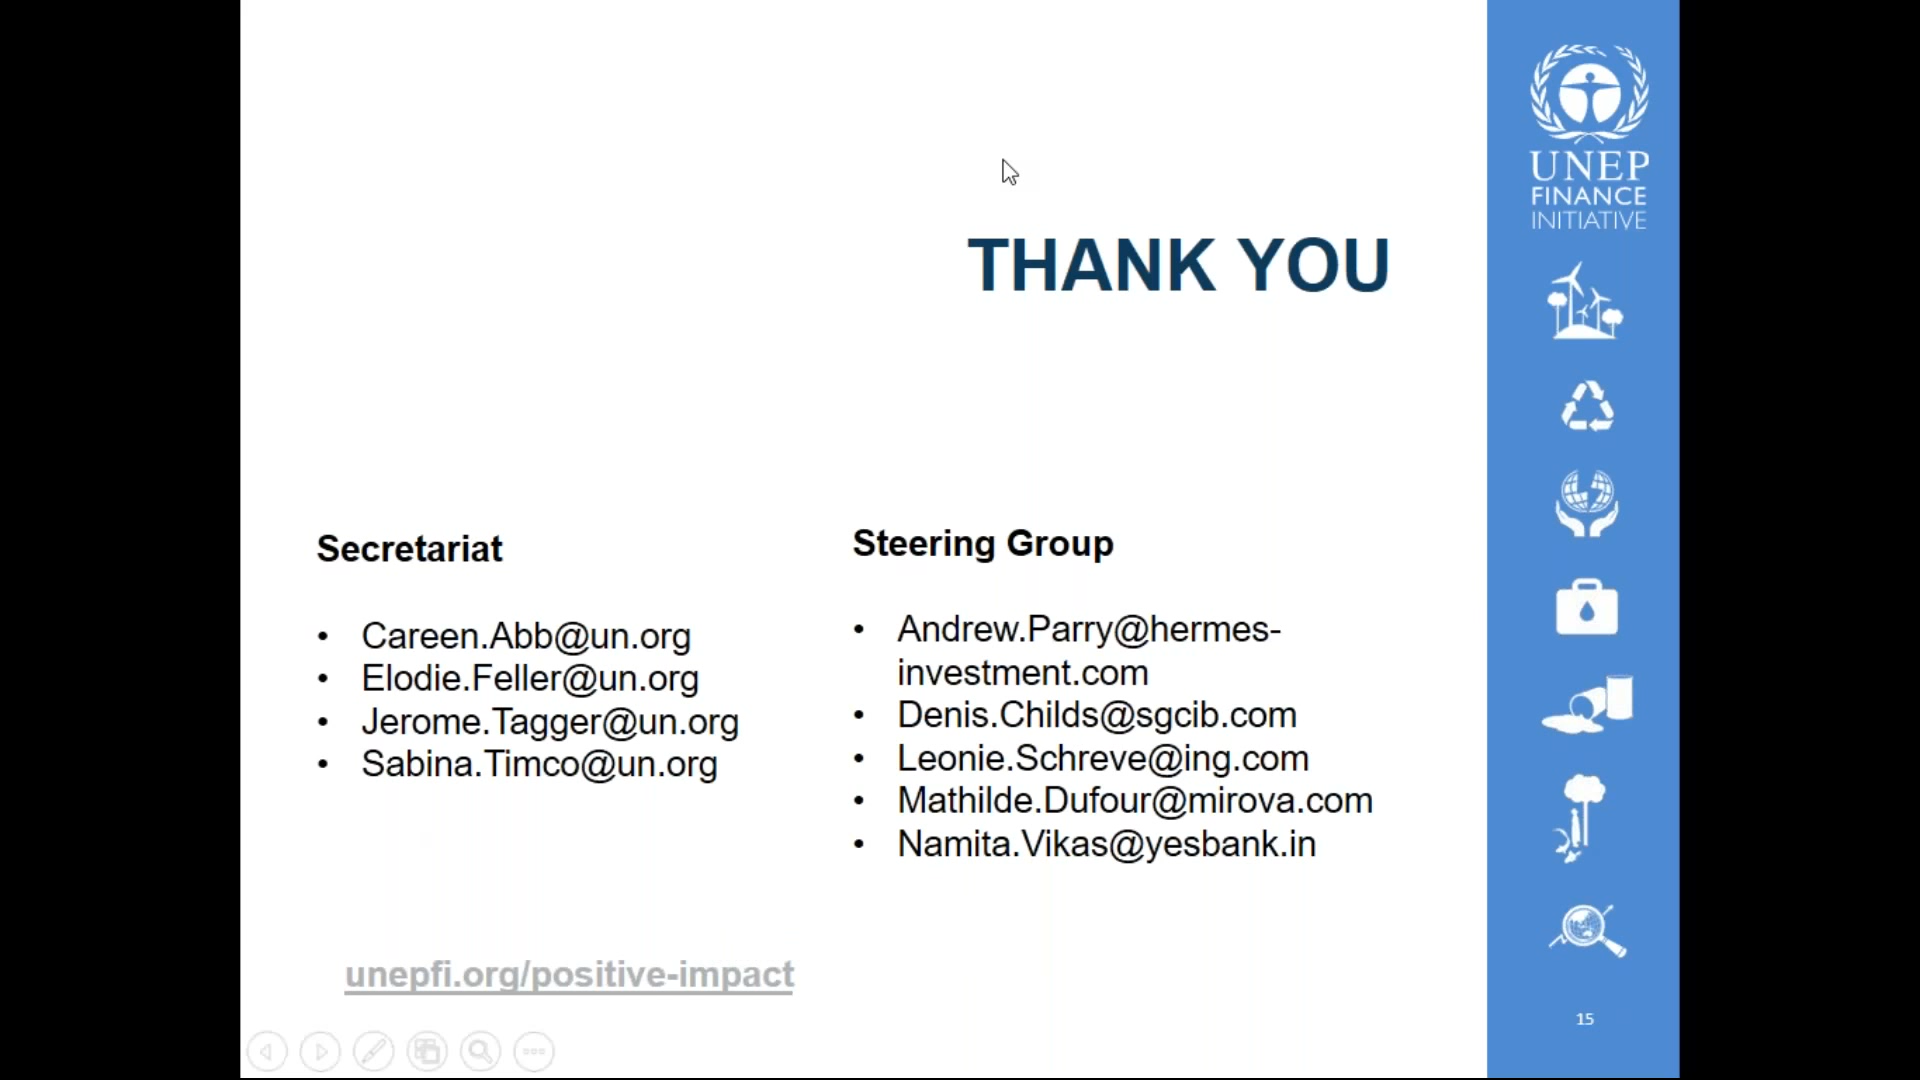 THANK YOU
Secretariat
• Careen.Abb@un.org
• Elodie.Feller@un.org
• Jerome.Tagger@un.org
• Sabina.Timco@un.org
Steering Group
• Andrew.Parry@hermes-
investment.com
• Denis.Childs@sgcib.com
• Leonie.Schreve@ing.com
• Mathilde.Dufour@mirova.com
• Namita.Vikas@yesbank.in
unepfi.org/positive-impact
UNEP
FINANCE
INITIATIVE
15